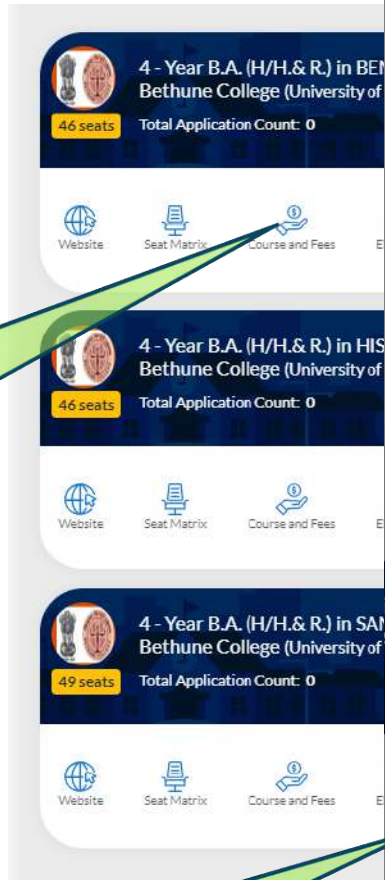 4 - Year B.A. (H/H.& R.) in
Bethune College (University of
46 seats
Total Application Count: 0
Website
Seat Matrix
Course and Fees
4 - Year B.A. (H/H.& R.) in
Bethune College (University of
46 seats
Total Application Count: 0
Website
Seat Matrix
Course and Fees
4 - Year B.A. (H/H.& R.) in
Bethune College (University of
49 seats
Total Application Count: 0
Website
Seat Matrix
Course and Fees